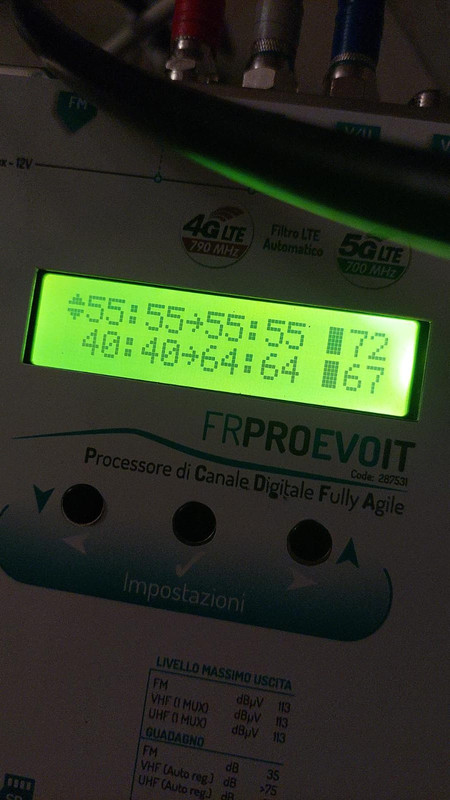 FM
V/U
- 12V
4G LTE
790 MHz
Filtro LTE
Automatico
5G LTE
700 MHz
55:55→55:55 72
40:40→64:64 67
FRPROEVOIT
Code: 287531
Processore di Canale Digitale Fully Agile
Impostazioni
LIVELLO MASSIMO USCITA
FM dBµV 113
VHF (1 MUX) dBµV 113
UHF (1 MUX) dBµV 113
GUADAGNO
FM dB 35
VHF (Auto reg.) dB >75
UHF (Auto reg.) dB